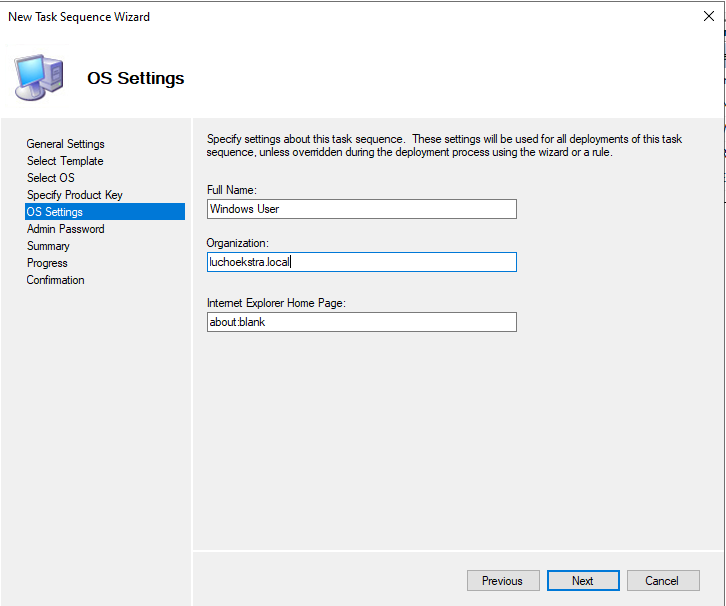 New Task Sequence Wizard
OS Settings
General Settings
Select Template
Select OS
Specify Product Key
OS Settings
Admin Password
Summary
Progress
Confirmation
Specify settings about this task sequence. These settings will be used for all deployments of this task
sequence, unless overridden during the deployment process using the wizard or a rule.
Full Name:
Windows User
Organization:
luchoekstra.local
Internet Explorer Home Page:
about:blank
Previous
Next
Cancel